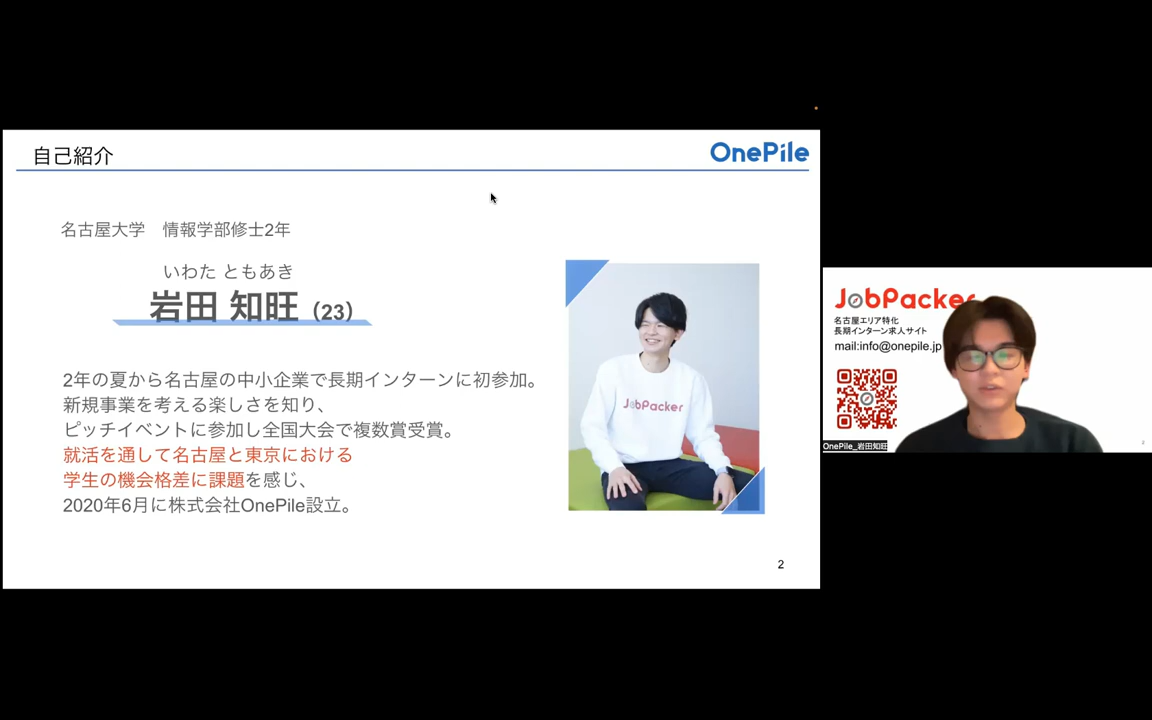 自己紹介
OnePile
名古屋大学　情報学部修士2年
いわた ともあき
岩田 知旺（23）
2年の夏から名古屋の中小企業で長期インターンに初参加。
新規事業を考える楽しさを知り、
ピッチイベントに参加し全国大会で複数賞受賞。
就活を通して名古屋と東京における
学生の機会格差に課題を感じ、
2020年6月に株式会社OnePile設立。
JobPacker
2
JobPacker
名古屋エリア特化
長期インターン求人サイト
mail:info@onepile.jp
OnePile_岩田知旺